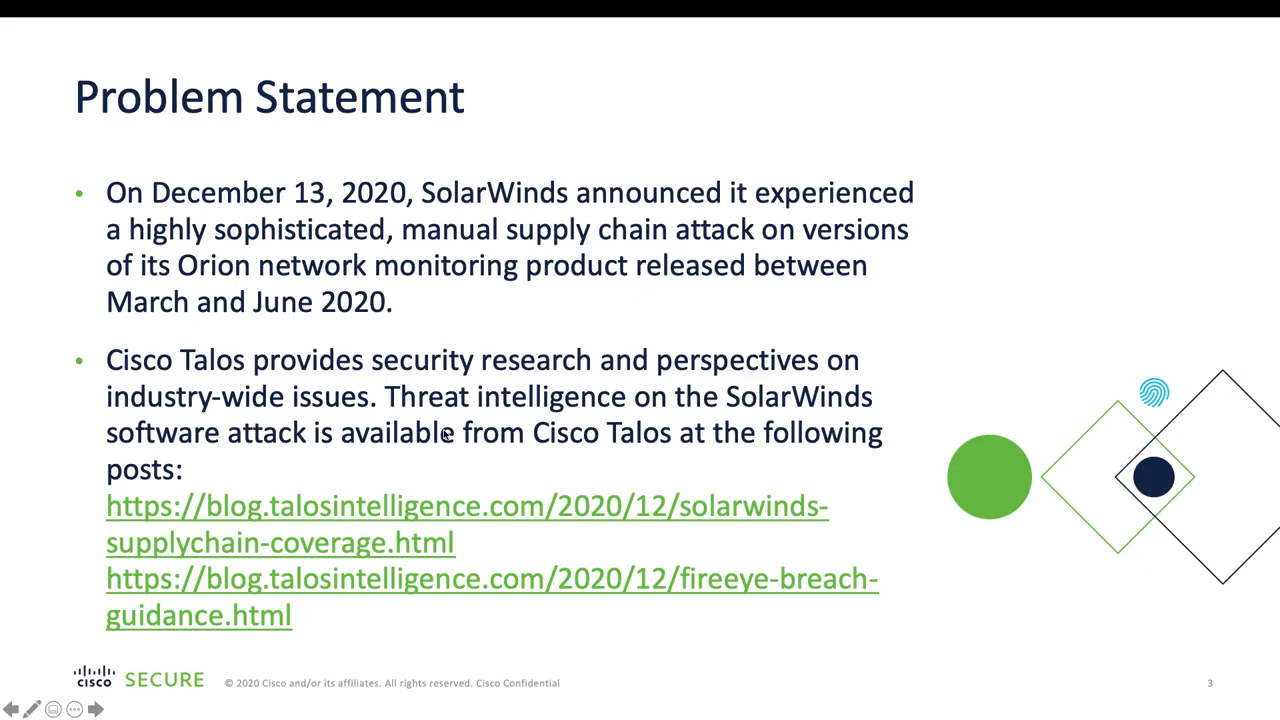 Problem Statement
• On December 13, 2020, SolarWinds announced it experienced
a highly sophisticated, manual supply chain attack on versions
of its Orion network monitoring product released between
March and June 2020.
• Cisco Talos provides security research and perspectives on
industry-wide issues. Threat intelligence on the SolarWinds
software attack is available from Cisco Talos at the following
posts:
https://blog.talosintelligence.com/2020/12/solarwinds-
supplychain-coverage.html
https://blog.talosintelligence.com/2020/12/fireeye-breach-
guidance.html
CISCO SECURE © 2020 Cisco and/or its affiliates. All rights reserved. Cisco Confidential 3